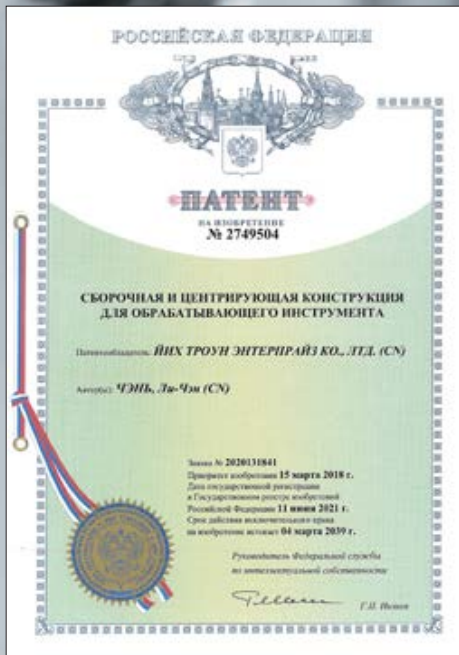 РОССИЙСКАЯ ФЕДЕРАЦИЯ
ПАТЕНТ
НА ИЗОБРЕТЕНИЕ
№ 2749504
СБОРОЧНАЯ И ЦЕНТРИРУЮЩАЯ КОНСТРУКЦИЯ
ДЛЯ ОБРАБАТЫВАЮЩЕГО ИНСТРУМЕНТА
Патентообладатель: ЙИХ ТРОУН ЭНТЕРПРАЙЗ КО., ЛТД. (CN)
Автор(ы): ЧЭНЬ, Ли-Чэн (CN)
Заявка № 2020131841
Приоритет изобретения 15 марта 2018 г.
Дата государственной регистрации
в Государственном реестре изобретений
Российской Федерации 11 июня 2021 г.
Срок действия исключительного права
на изобретение истекает 04 марта 2039 г.
Руководитель Федеральной службы
по интеллектуальной собственности
Г.П. Ивлиев